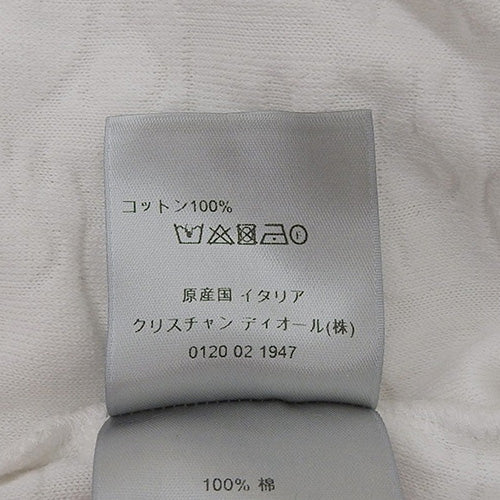 コットン100%
F
原産国 イタリア
クリスチャン ディオール(株)
0120 02 1947
100% 棉